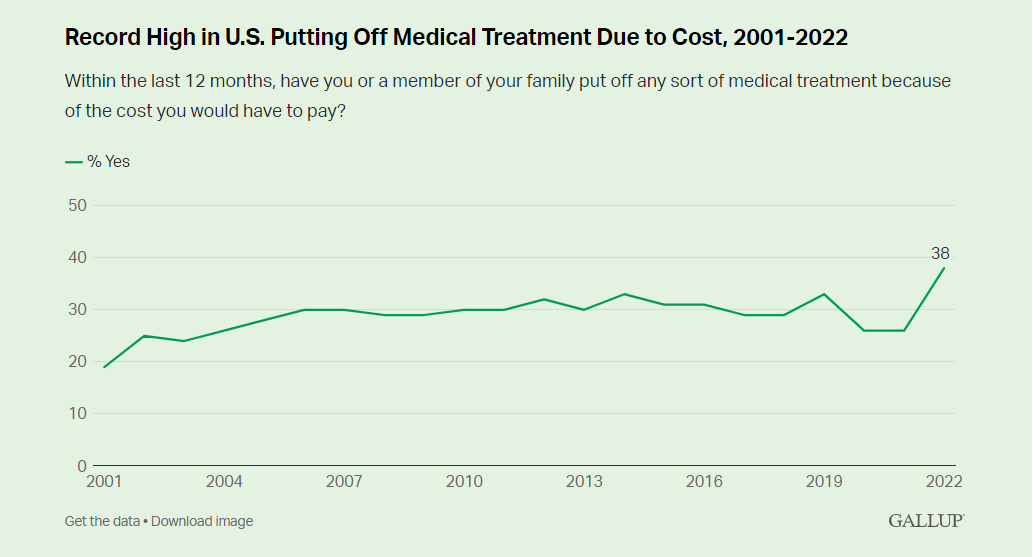 Record High in U.S. Putting Off Medical Treatment Due to Cost, 2001-2022
Within the last 12 months, have you or a member of your family put off any sort of medical treatment because
of the cost you would have to pay?
% Yes
50
40
38
30
20
10
0
2001 2004 2007 2010 2013 2016 2019 2022
Get the data • Download image
GALLUP